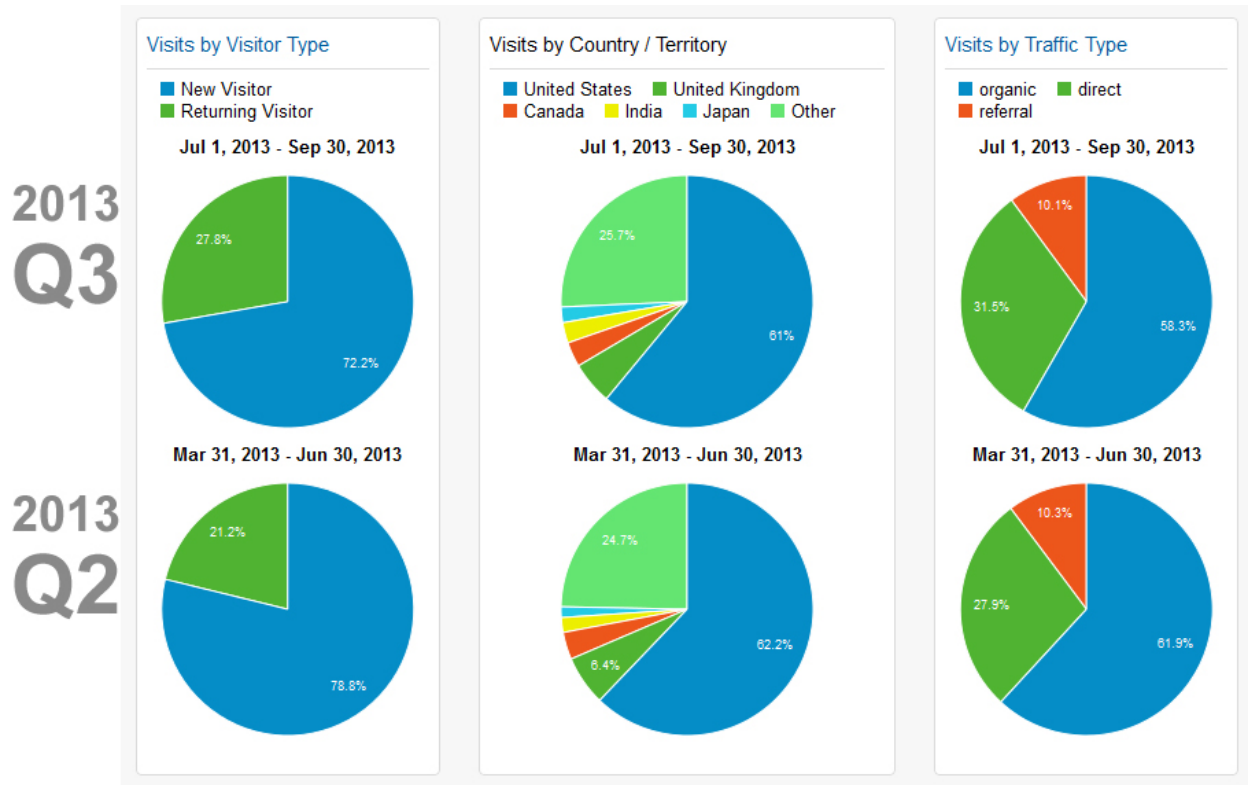 Visits by Visitor Type
New Visitor
Returning Visitor
Jul 1, 2013 - Sep 30, 2013
2013
Q3
27.8%
72.2%
Mar 31, 2013 - Jun 30, 2013
2013
Q2
21.2%
78.8%
Visits by Country / Territory
United States United Kingdom
Canada India Japan Other
Jul 1, 2013 - Sep 30, 2013
25.7%
61%
Mar 31, 2013 - Jun 30, 2013
24.7%
62.2%
6.4%
Visits by Traffic Type
organic direct
referral
Jul 1, 2013 - Sep 30, 2013
10.1%
31.5%
58.3%
Mar 31, 2013 - Jun 30, 2013
10.3%
27.9%
61.9%